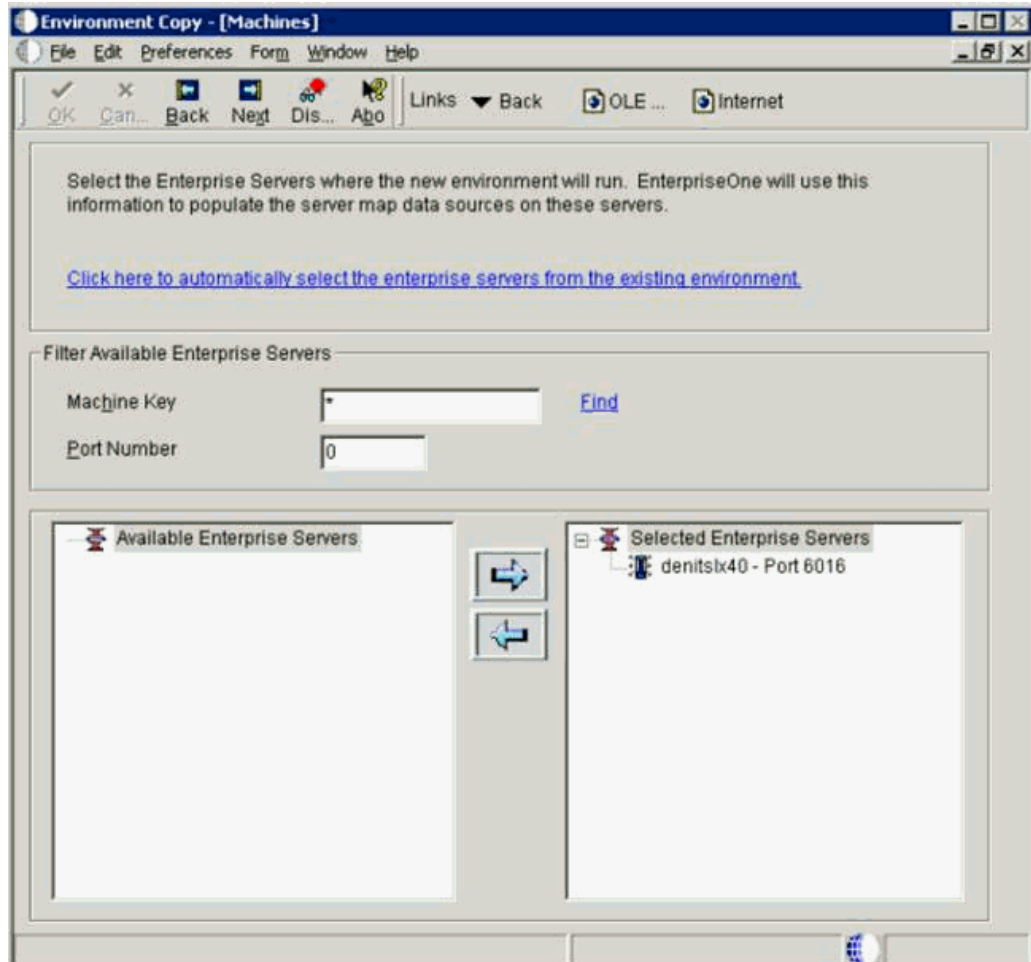 Environment Copy - [Machines]
File Edit Preferences Form Window Help
OK Can... Back Next Dis... Abo Links Back OLE ... Internet
Select the Enterprise Servers where the new environment will run. EnterpriseOne will use this
information to populate the server map data sources on these servers.
Click here to automatically select the enterprise servers from the existing environment.
Filter Available Enterprise Servers
Machine Key * Find
Port Number 0
Available Enterprise Servers
Selected Enterprise Servers
denitslx40 - Port 6016